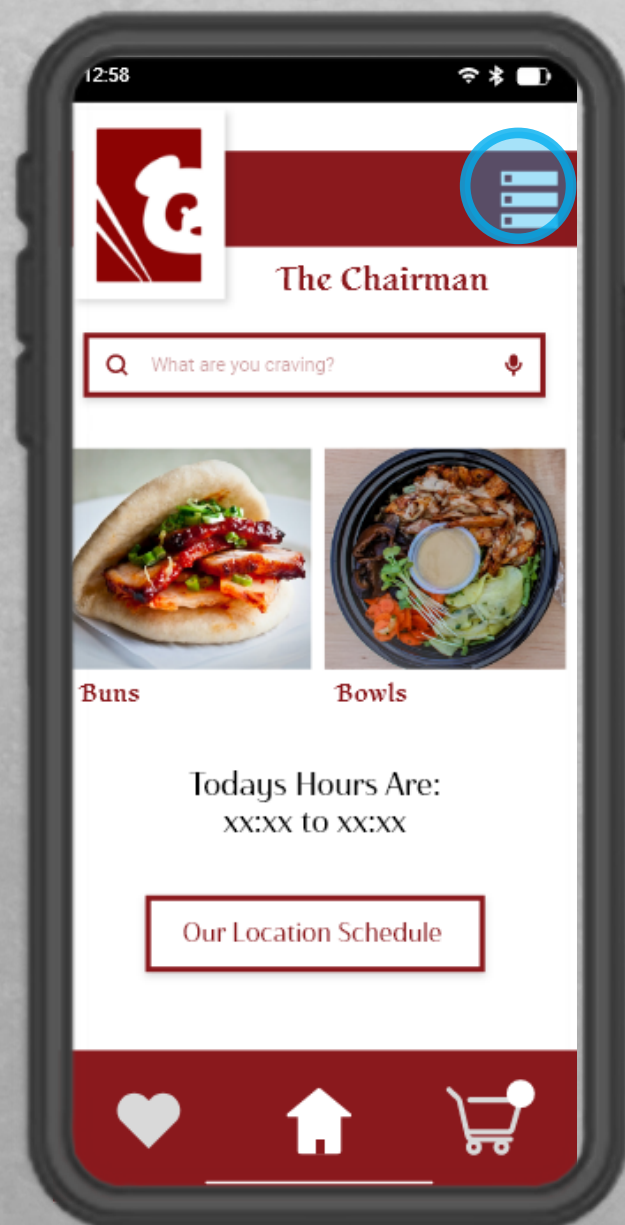 12:58
The Chairman
What are you craving?
Buns
Bowls
Todays Hours Are:
xx:xx to xx:xx
Our Location Schedule